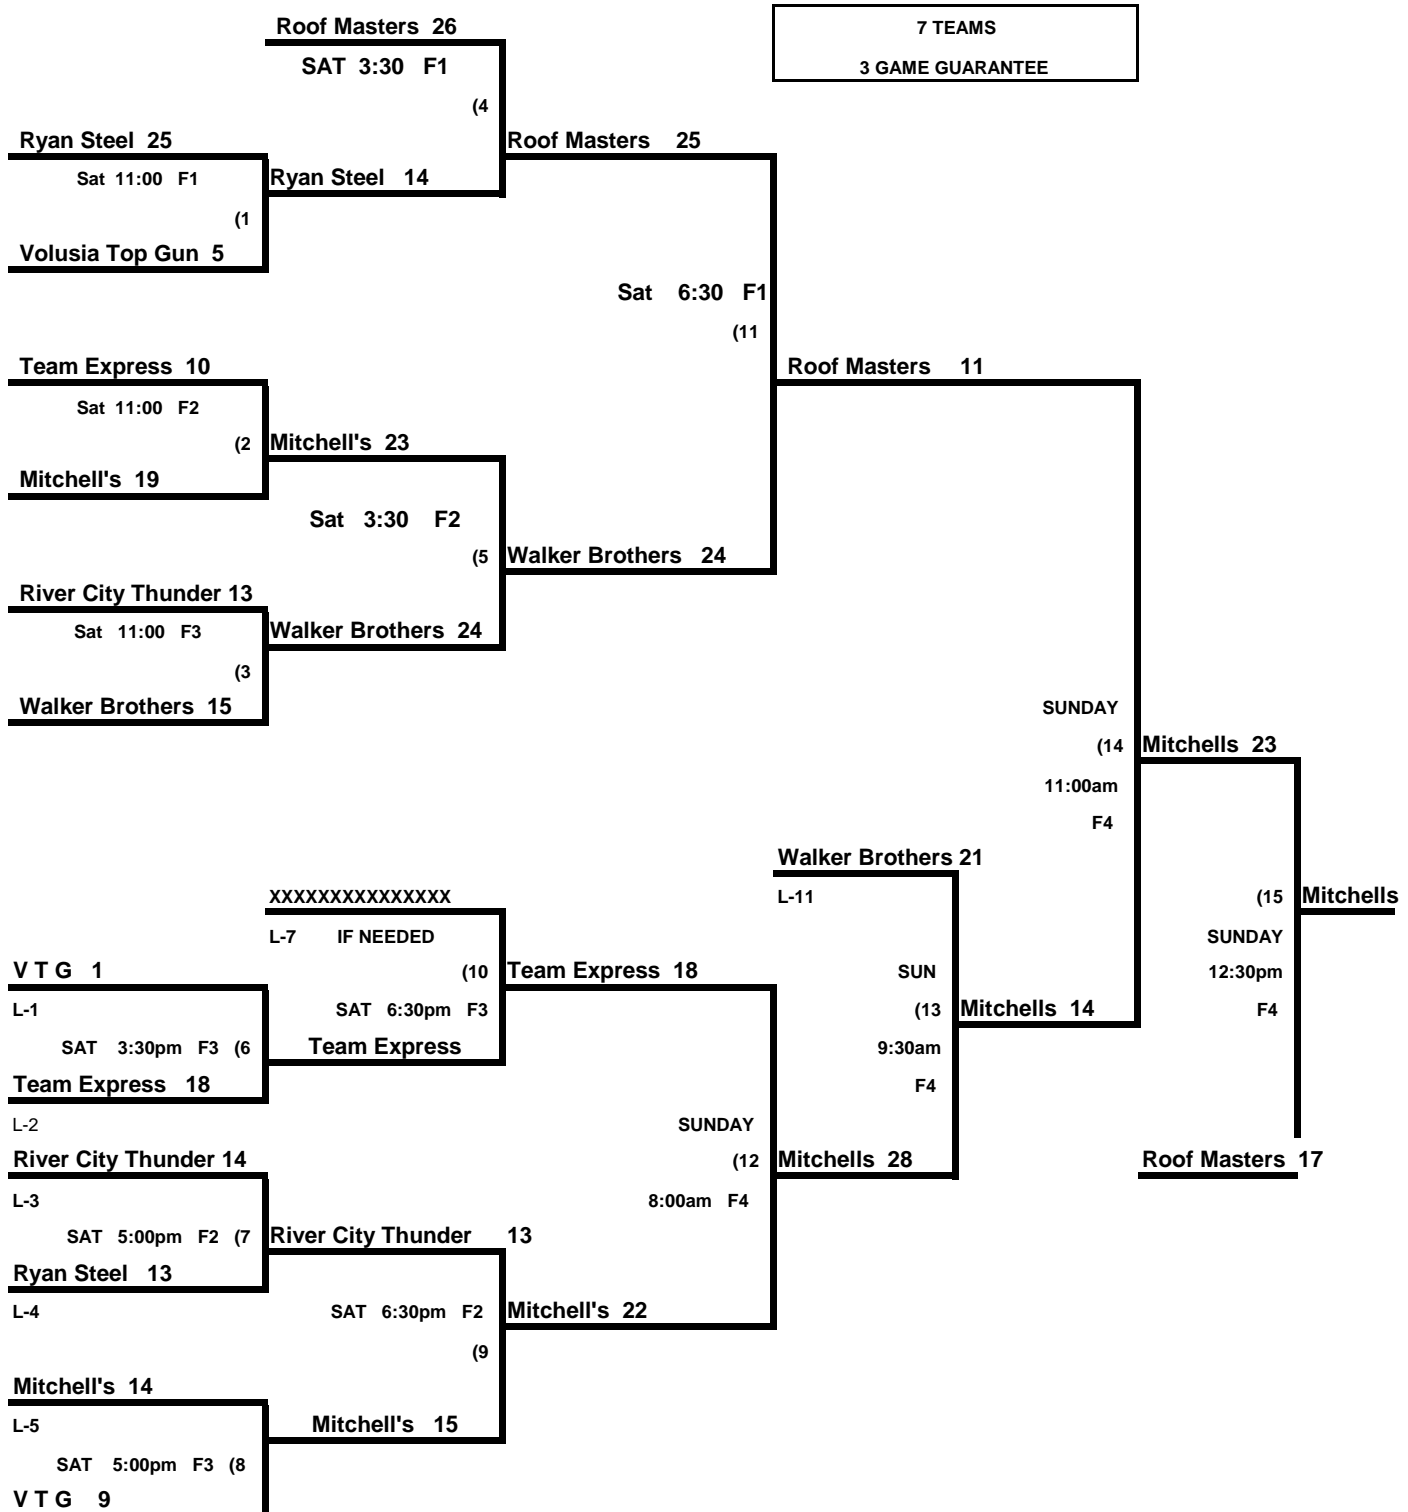 Roof Masters 26
7 TEAMS
SAT 3:30 F1
3 GAME GUARANTEE
(4
Ryan Steel 25
Roof Masters 25
Sat 11:00 F1
Ryan Steel 14
(1
Volusia Top Gun 5
Sat 6:30 F1
(11
Team Express 10
Roof Masters 11
Sat 11:00 F2
(2
Mitchell's 23
Mitchell's 19
Sat 3:30 F2
(5
Walker Brothers 24
River City Thunder 13
Sat 11:00 F3
Walker Brothers 24
(3
Walker Brothers 15
SUNDAY
(14
Mitchells 23
11:00am
F4
Walker Brothers 21
XXXXXXXXXXXXXXX
L-11
(15
Mitchells
L-7 IF NEEDED
SUNDAY
V T G 1
(10
Team Express 18
SUN
12:30pm
L-1
SAT 6:30pm F3
(13
Mitchells 14
F4
SAT 3:30pm F3 (6
Team Express
9:30am
Team Express 18
F4
L-2
SUNDAY
River City Thunder 14
(12
Mitchells 28
Roof Masters 17
L-3
8:00am F4
SAT 5:00pm F2 (7
River City Thunder 13
Ryan Steel 13
L-4
SAT 6:30pm F2
Mitchell's 22
(9
Mitchell's 14
L-5
Mitchell's 15
SAT 5:00pm F3 (8
V T G 9